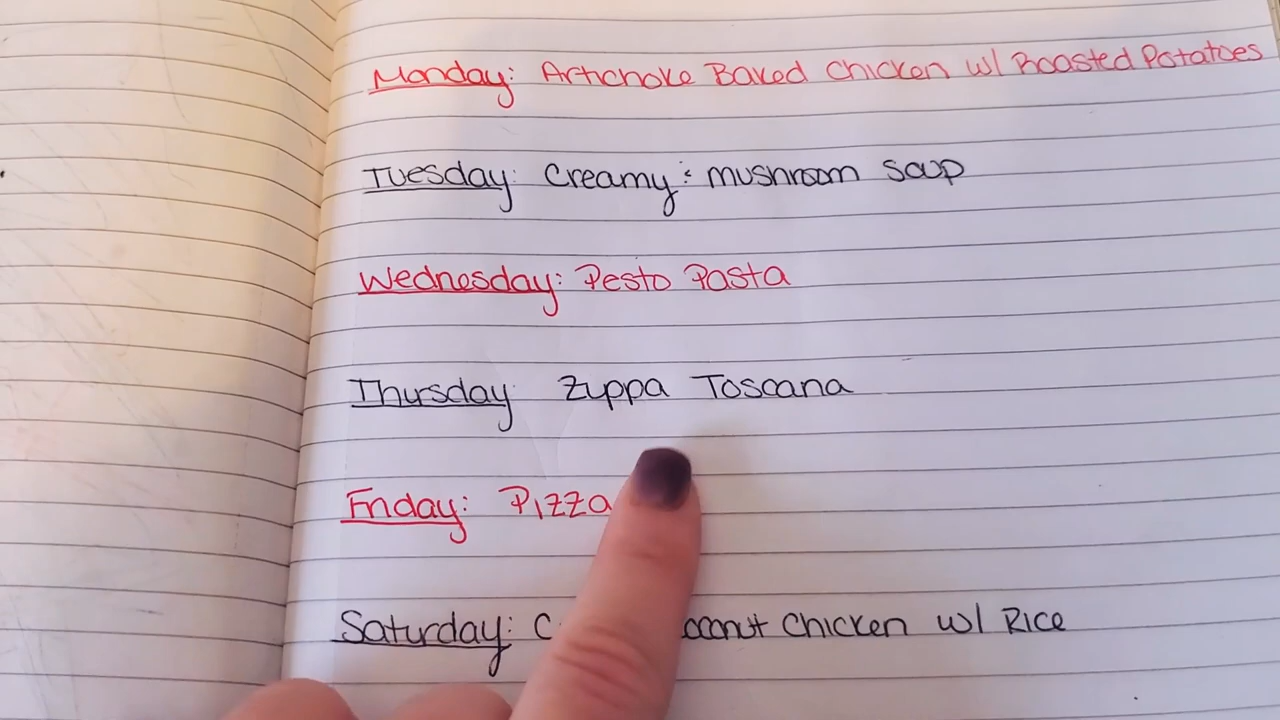 Monday: Artichoke Baked Chicken w/ Roasted Potatoes
Tuesday: Creamy mushroom Soup
Wednesday: Pesto Pasta
Thursday: Zuppa Toscana
Friday: Pizza
Saturday: Chicken w/ Rice